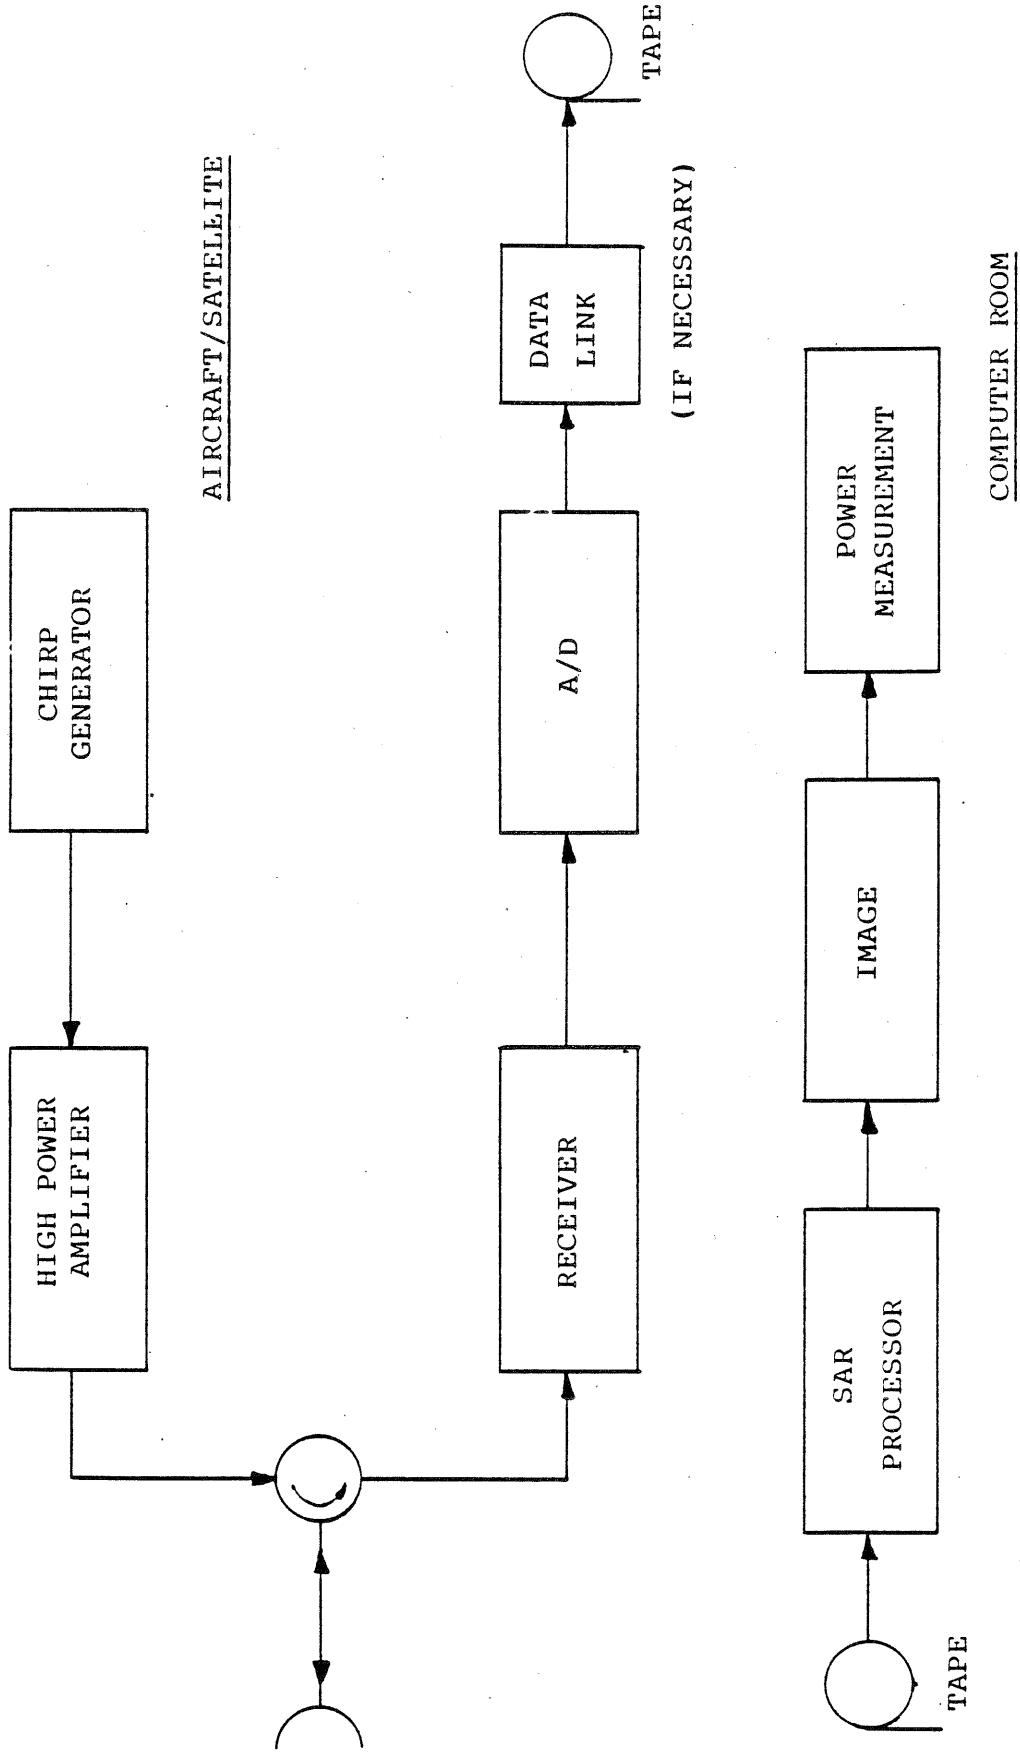 CHIRP
GENERATOR
HIGH POWER
AMPLIFIER
AIRCRAFT/SATELLITE
RECEIVER
A/D
DATA
LINK
(IF NECESSARY)
TAPE
TAPE
SAR
PROCESSOR
IMAGE
POWER
MEASUREMENT
COMPUTER ROOM